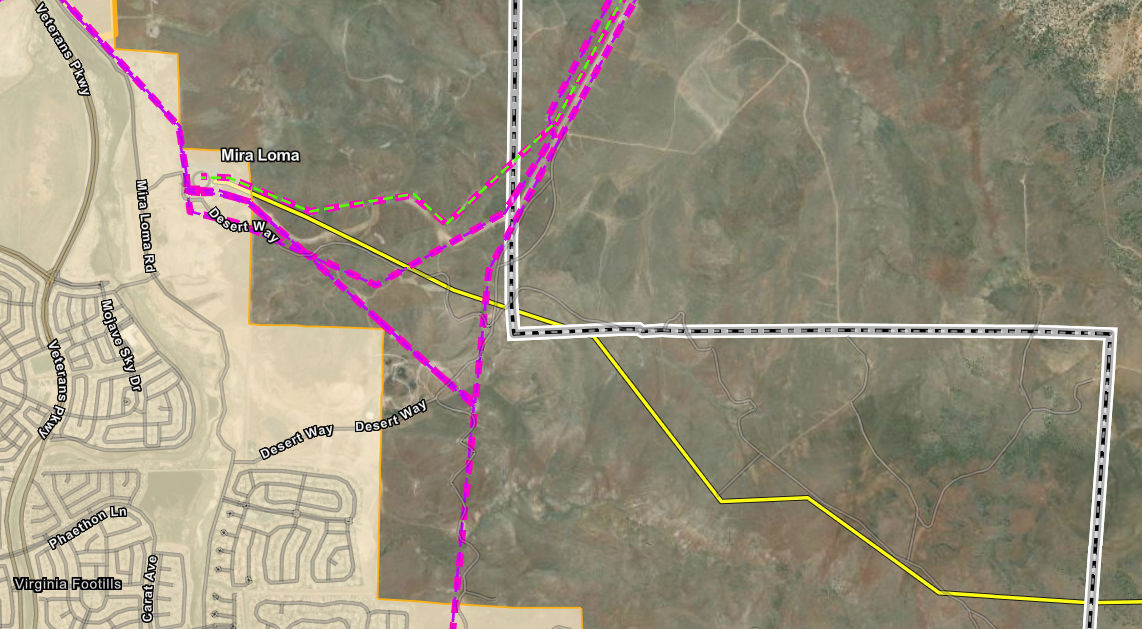 Veterans Pkwy
Mira Loma
Mira Loma Rd
Desert Way
Mojave Sky Dr
Veterans Pkwy
Desert Way
Desert Way
Phaethon Ln
Carat Ave
Virginia Footills